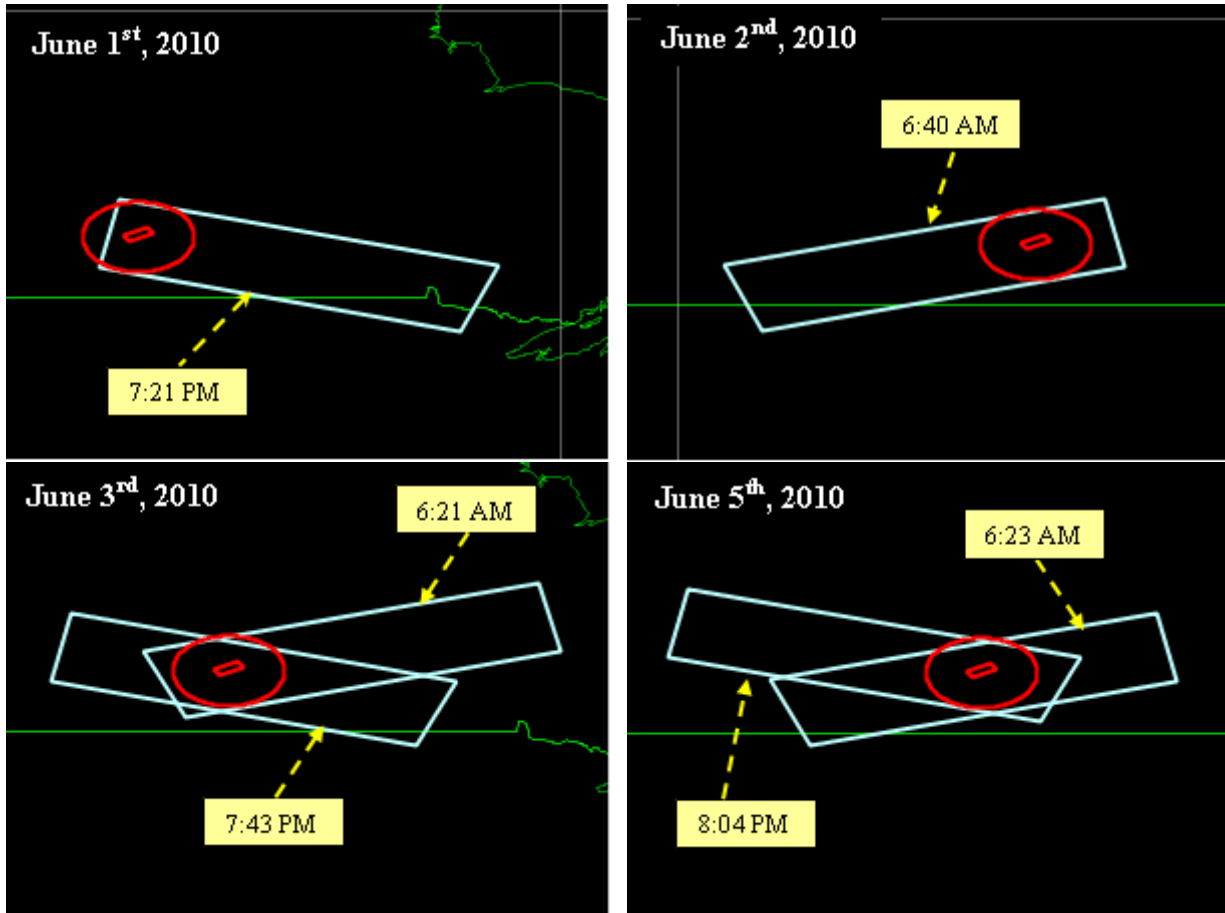 June 1st, 2010
7:21 PM
June 2nd, 2010
6:40 AM
June 3rd, 2010
6:21 AM
7:43 PM
June 5th, 2010
6:23 AM
8:04 PM